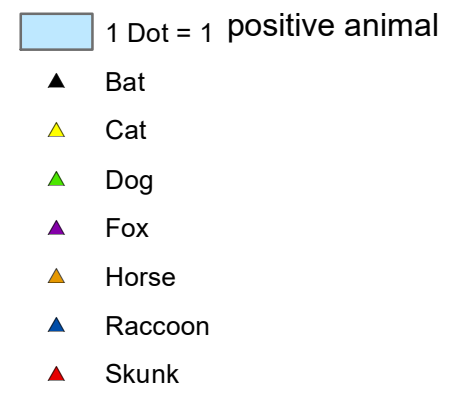 1 Dot = 1 positive animal
Bat
Cat
Dog
Fox
Horse
Raccoon
Skunk